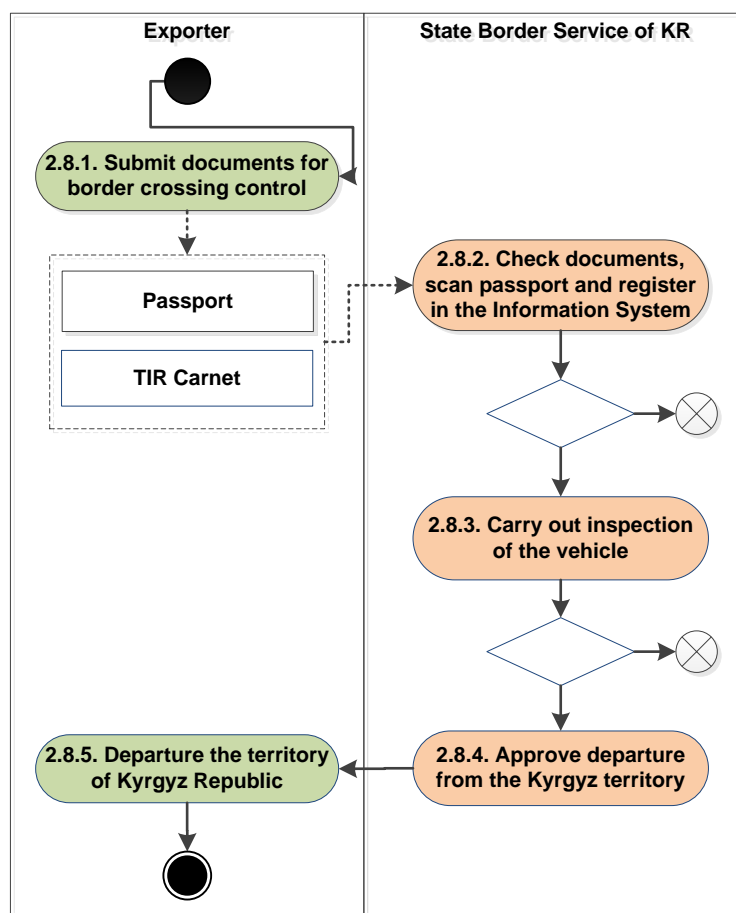 Exporter
State Border Service of KR
2.8.1. Submit documents for
border crossing control
Passport
TIR Carnet
2.8.2. Check documents,
scan passport and register
in the Information System
2.8.3. Carry out inspection
of the vehicle
2.8.4. Approve departure
from the Kyrgyz territory
2.8.5. Departure the territory
of Kyrgyz Republic